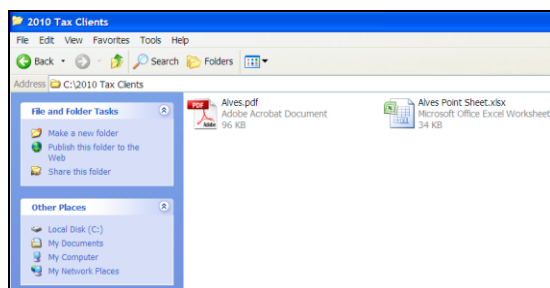 2010 Tax Clients
File Edit View Favorites Tools Help
Back Search Folders
Address C:\2010 Tax Clients
File and Folder Tasks
Make a new folder
Publish this folder to the
Web
Share this folder
Other Places
Local Disk (C:)
My Documents
My Computer
My Network Places
PDF
Adobe
Alves.pdf
Adobe Acrobat Document
96 KB
Alves Point Sheet.xlsx
Microsoft Office Excel Worksheet
34 KB